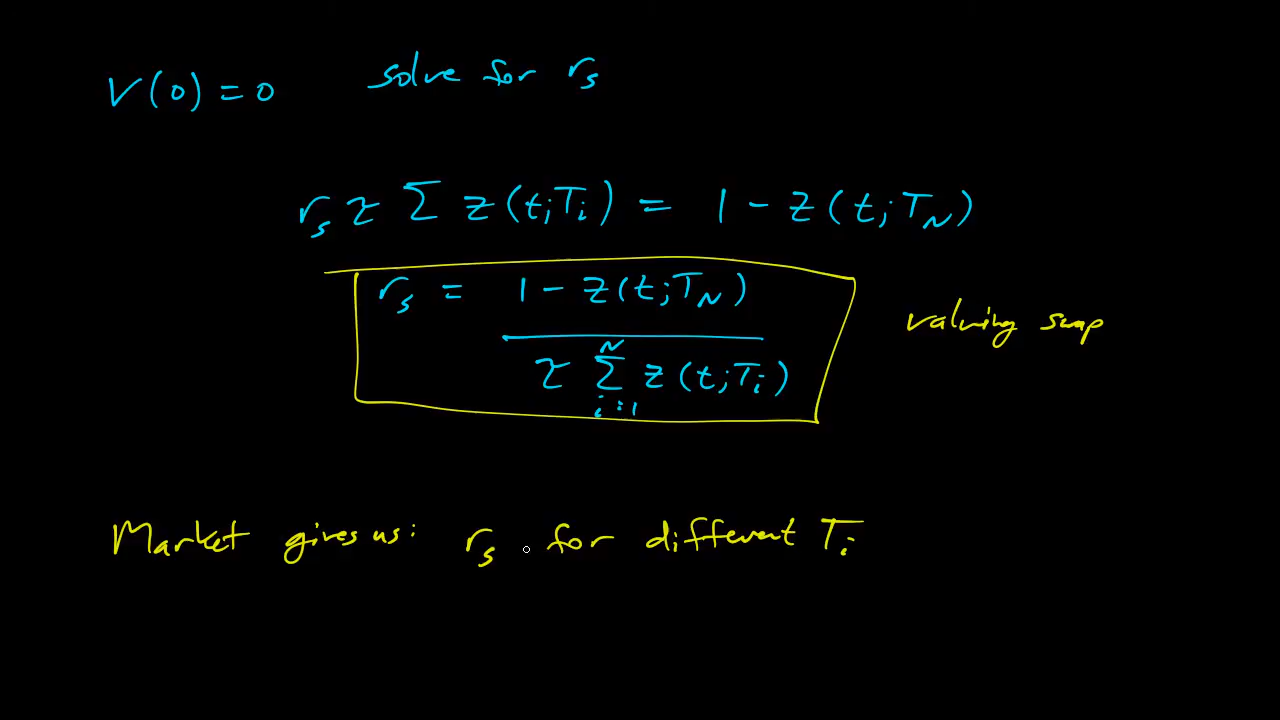 V(0) = 0 solve for r_s
r_s τ Σ Z(t;T_i) = 1 - Z(t;T_N)
r_s = 1 - Z(t;T_N)
τ Σ_{i=1}^{N} Z(t;T_i)
valuing swap
Market gives us: r_s for different T_i